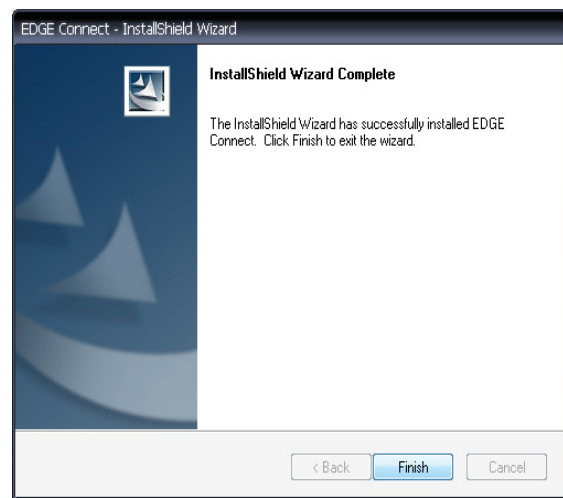 EDGE Connect - InstallShield Wizard
InstallShield Wizard Complete
The InstallShield Wizard has successfully installed EDGE
Connect. Click Finish to exit the wizard.
< Back
Finish
Cancel